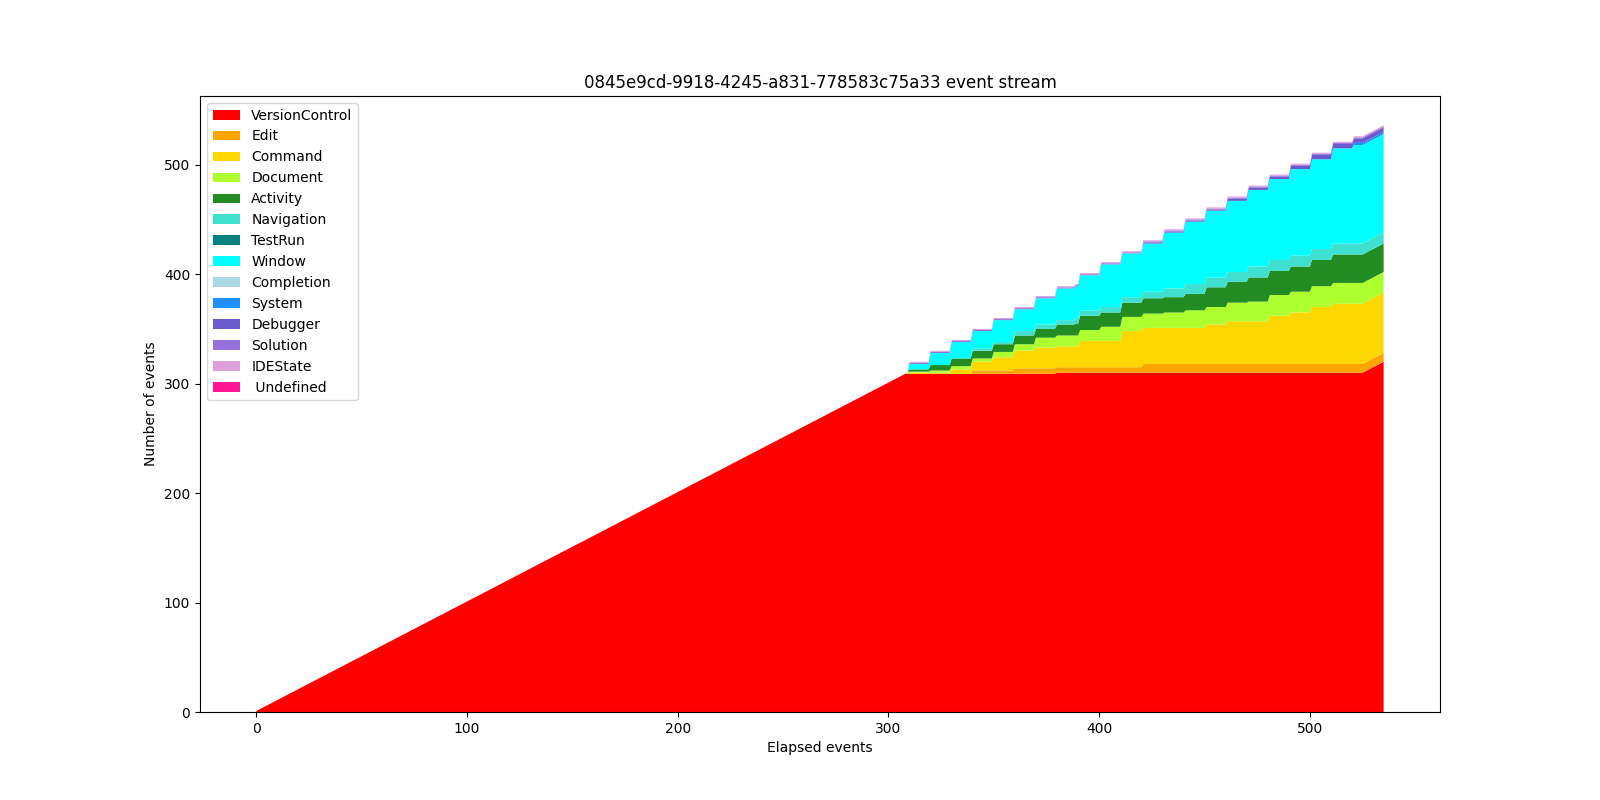 0845e9cd-9918-4245-a831-778583c75a33 event stream
VersionControl
Edit
Command
Document
Activity
Navigation
TestRun
Window
Completion
System
Debugger
Solution
IDEState
Undefined
Number of events
500
400
300
200
100
0
0 100 200 300 400 500
Elapsed events